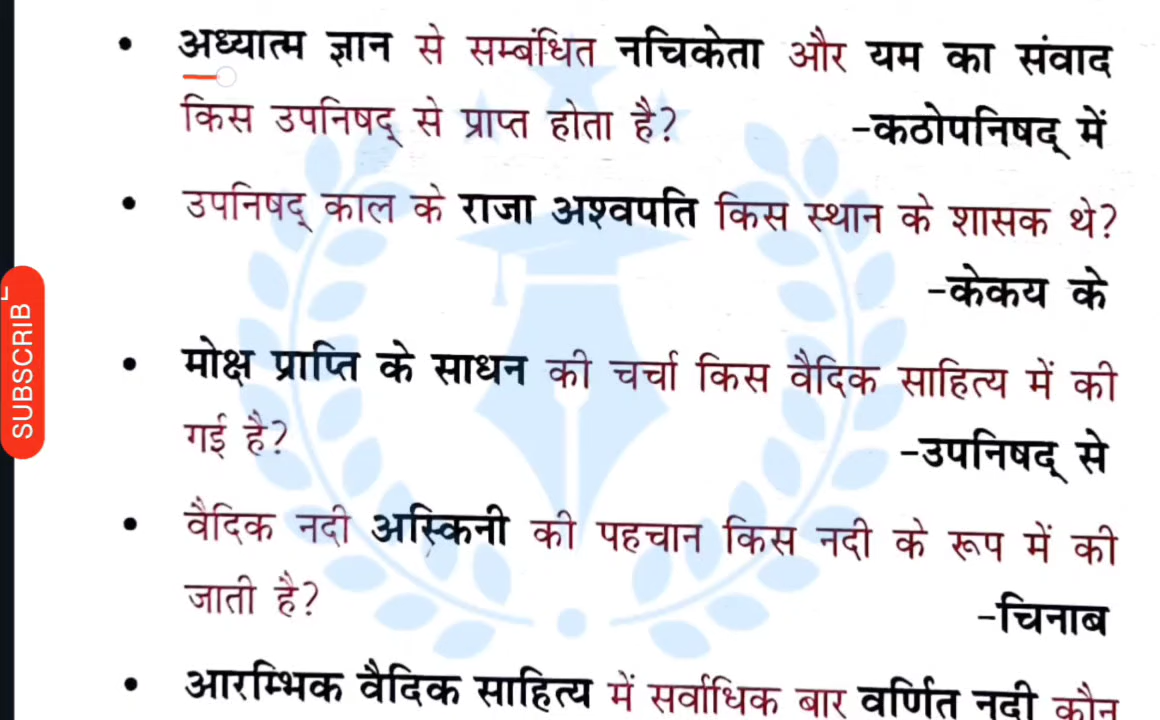 • अध्यात्म ज्ञान से सम्बंधित नचिकेता और यम का संवाद
किस उपनिषद् से प्राप्त होता है? -कठोपनिषद् में
• उपनिषद् काल के राजा अश्वपति किस स्थान के शासक थे?
-केकय के
• मोक्ष प्राप्ति के साधन की चर्चा किस वैदिक साहित्य में की
गई है? -उपनिषद् से
• वैदिक नदी अस्किनी की पहचान किस नदी के रूप में की
जाती है? -चिनाब
• आरम्भिक वैदिक साहित्य में सर्वाधिक बार वर्णित नदी कौन
SUBSCRIB